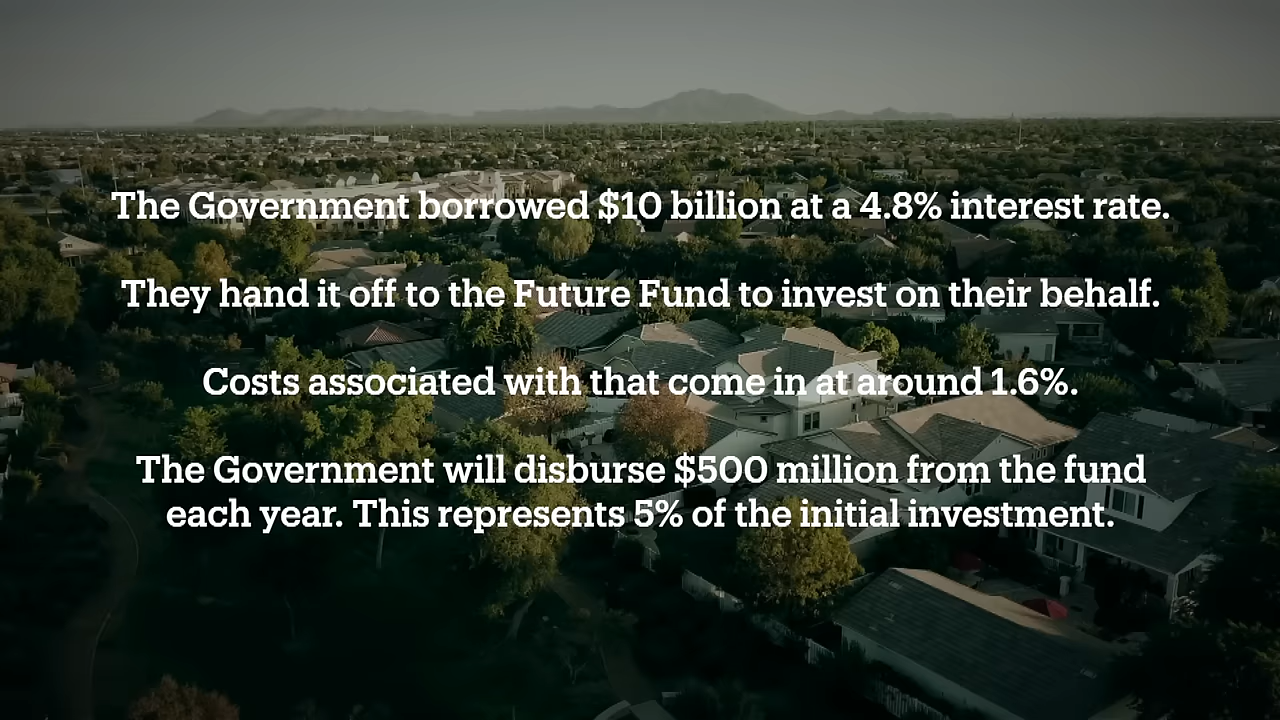 The Government borrowed $10 billion at a 4.8% interest rate.
They hand it off to the Future Fund to invest on their behalf.
Costs associated with that come in at around 1.6%.
The Government will disburse $500 million from the fund
each year. This represents 5% of the initial investment.